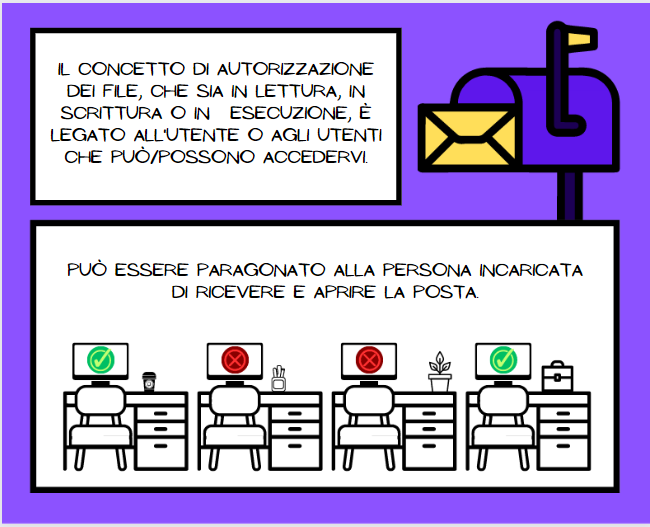 IL CONCETTO DI AUTORIZZAZIONE
DEI FILE, CHE SIA IN LETTURA, IN
SCRITTURA O IN ESECUZIONE, È
LEGATO ALL'UTENTE O AGLI UTENTI
CHE PUÒ/POSSONO ACCEDERVI.
PUÒ ESSERE PARAGONATO ALLA PERSONA INCARICATA
DI RICEVERE E APRIRE LA POSTA.